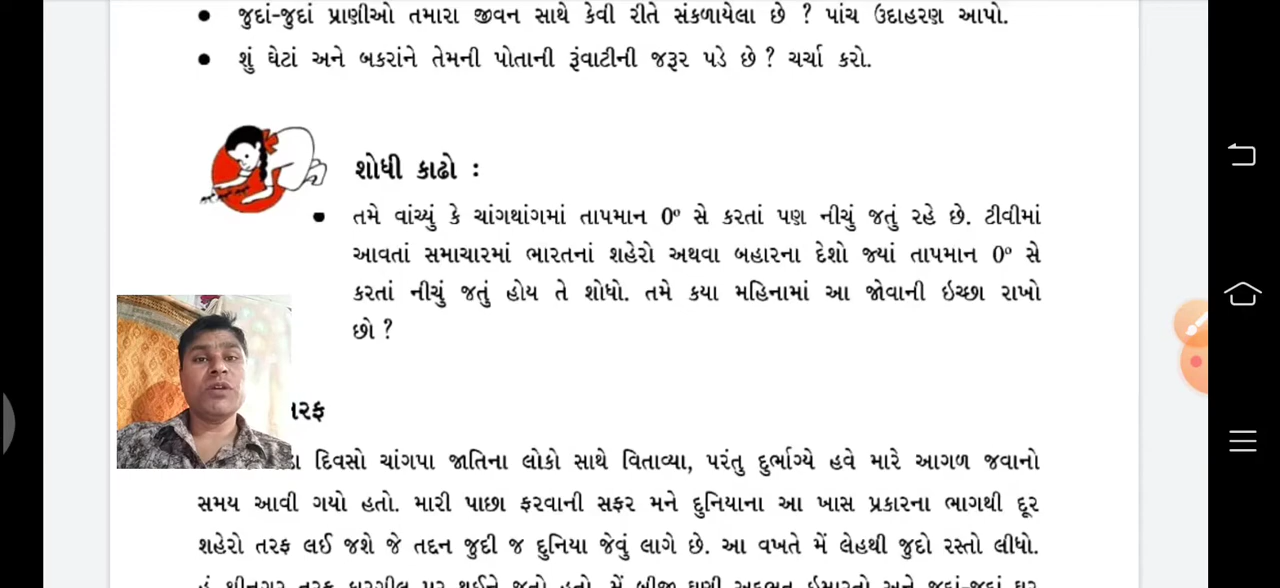 • જુદાં-જુદાં પ્રાણીઓ તમારા જીવન સાથે કેવી રીતે સંકળાયેલા છે ? પાંચ ઉદાહરણ આપો.
• શું ઘેટાં અને બકરાંને તેમની પોતાની રૂંવાટીની જરૂર પડે છે ? ચર્ચા કરો.
શોધી કાઢો :
• તમે વાંચ્યું કે ચાંગથાંગમાં તાપમાન 0° સે કરતાં પણ નીચું જતું રહે છે. ટીવીમાં
આવતાં સમાચારમાં ભારતનાં શહેરો અથવા બહારના દેશો જ્યાં તાપમાન 0° સે
કરતાં નીચું જતું હોય તે શોધો. તમે કયા મહિનામાં આ જોવાની ઇચ્છા રાખો
છો ?
દિવસો ચાંગપા જાતિના લોકો સાથે વિતાવ્યા, પરંતુ દુર્ભાગ્યે હવે મારે આગળ જવાનો
સમય આવી ગયો હતો. મારી પાછા ફરવાની સફર મને દુનિયાના આ ખાસ પ્રકારના ભાગથી દૂર
શહેરો તરફ લઈ જશે જે તદ્દન જુદી જ દુનિયા જેવું લાગે છે. આ વખતે મેં લેહથી જુદો રસ્તો લીધો.